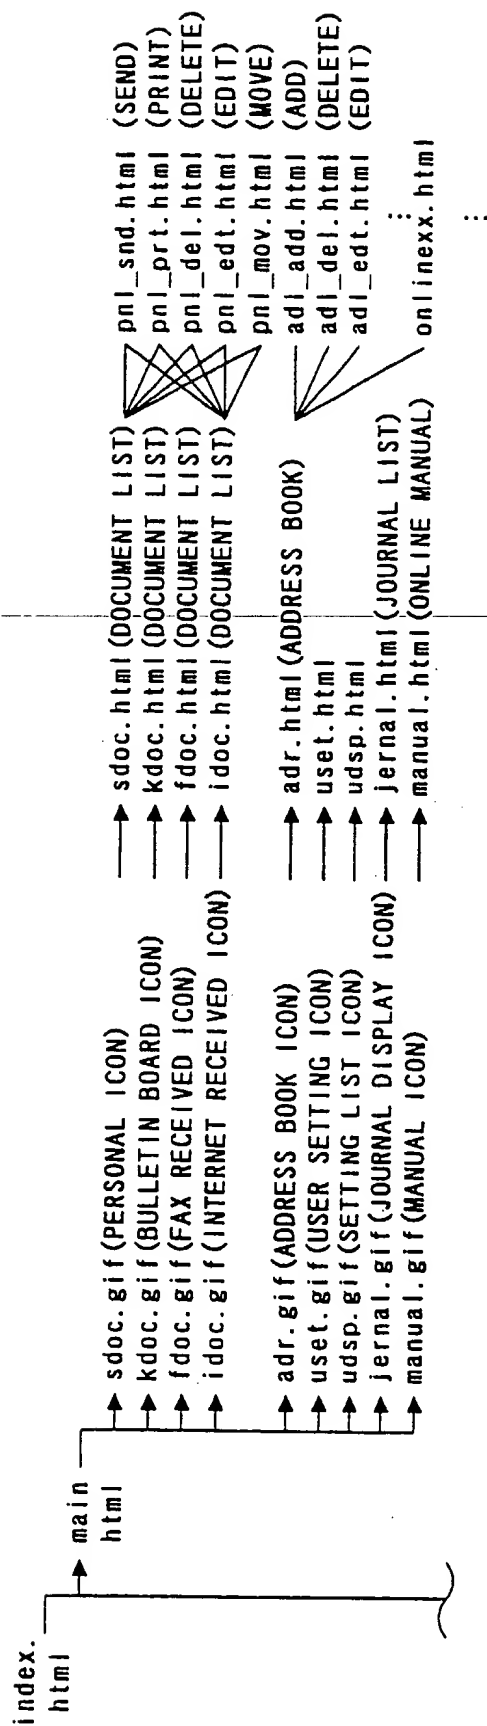 index.
html
main
html
sdoc.gif(PERSONAL ICON)
kdoc.gif(BULLETIN BOARD ICON)
fdoc.gif(FAX RECEIVED ICON)
idoc.gif(INTERNET RECEIVED ICON)
adr.gif(ADDRESS BOOK ICON)
uset.gif(USER SETTING ICON)
udsp.gif(SETTING LIST ICON)
jernal.gif(JOURNAL DISPLAY ICON)
manual.gif(MANUAL ICON)
sdoc.html(DOCUMENT LIST)
kdoc.html(DOCUMENT LIST)
fdoc.html(DOCUMENT LIST)
idoc.html(DOCUMENT LIST)
adr.html(ADDRESS BOOK)
uset.html
udsp.html
jernal.html(JOURNAL LIST)
manual.html(ONLINE MANUAL)
pnl_snd.html (SEND)
pnl_prt.html (PRINT)
pnl_del.html (DELETE)
pnl_edt.html (EDIT)
pnl_mov.html (MOVE)
adl_add.html (ADD)
adl_del.html (DELETE)
adl_edt.html (EDIT)
...
onlinexx.html
...